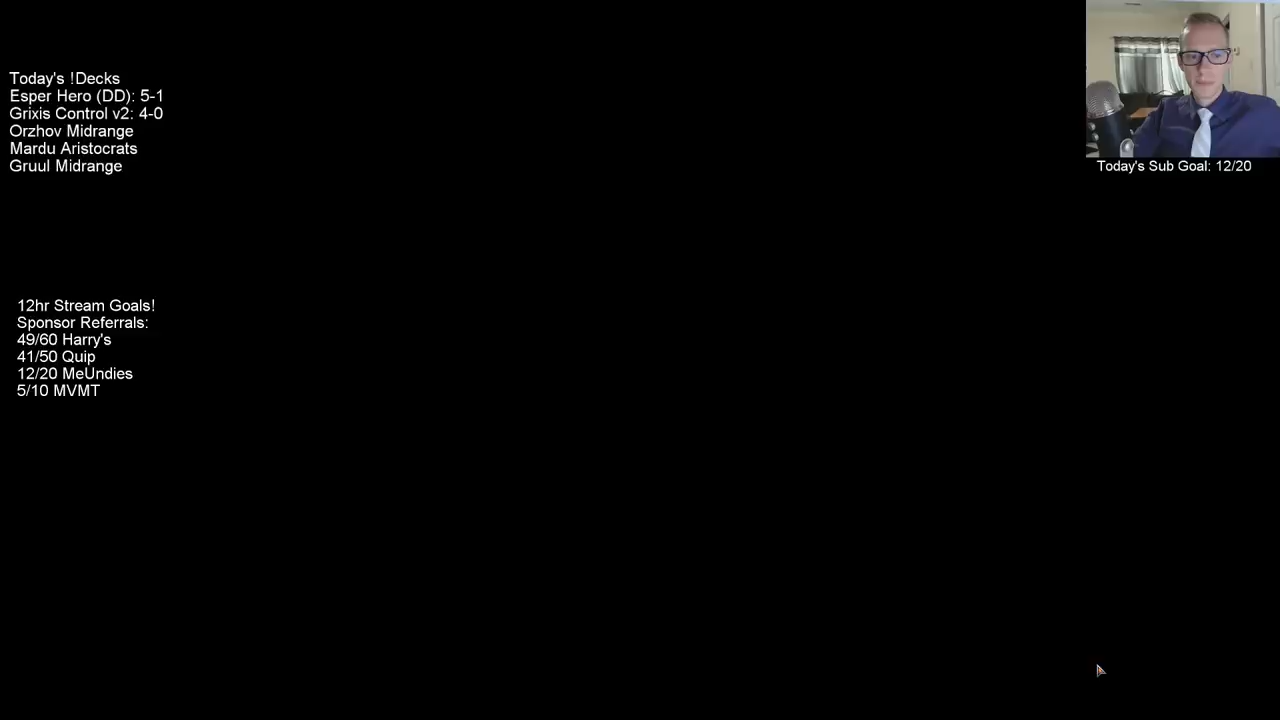 Today's !Decks
Esper Hero (DD): 5-1
Grixis Control v2: 4-0
Orzhov Midrange
Mardu Aristocrats
Gruul Midrange
Today's Sub Goal: 12/20
12hr Stream Goals!
Sponsor Referrals:
49/60 Harry's
41/50 Quip
12/20 MeUndies
5/10 MVMT